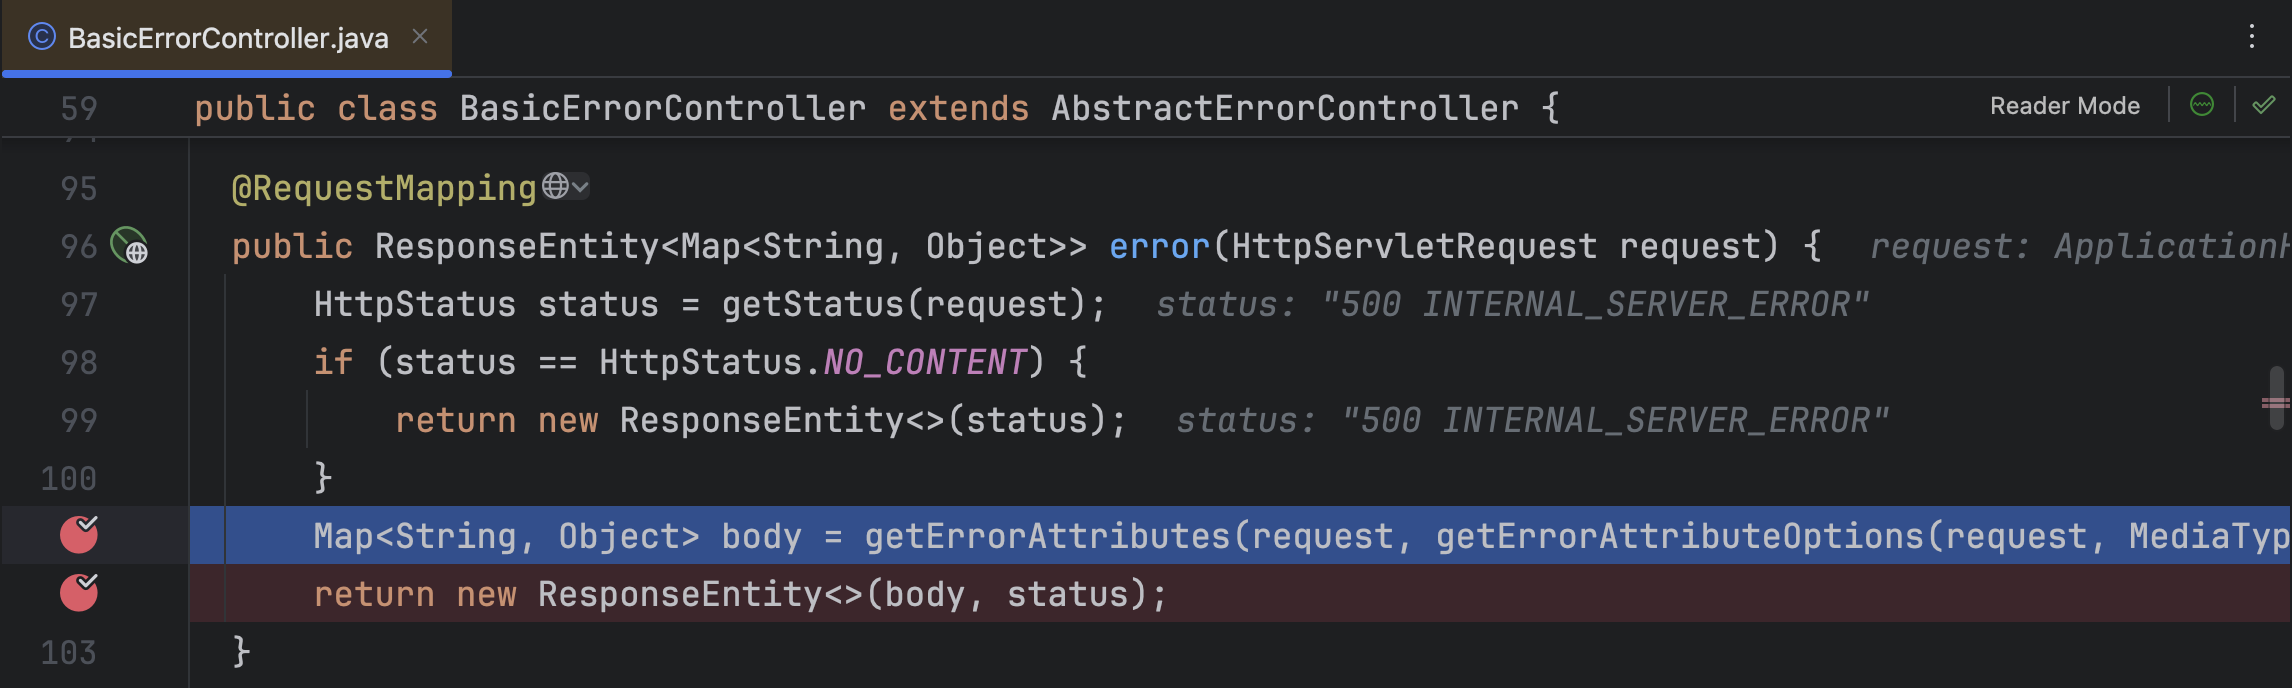 BasicErrorController.java
59 public class BasicErrorController extends AbstractErrorController {
Reader Mode
95 @RequestMapping
96 public ResponseEntity<Map<String, Object>> error(HttpServletRequest request) { request: Application
97 HttpStatus status = getStatus(request); status: "500 INTERNAL_SERVER_ERROR"
98 if (status == HttpStatus.NO_CONTENT) {
99 return new ResponseEntity<>(status); status: "500 INTERNAL_SERVER_ERROR"
100 }
Map<String, Object> body = getErrorAttributes(request, getErrorAttributeOptions(request, MediaTyp
return new ResponseEntity<>(body, status);
103 }